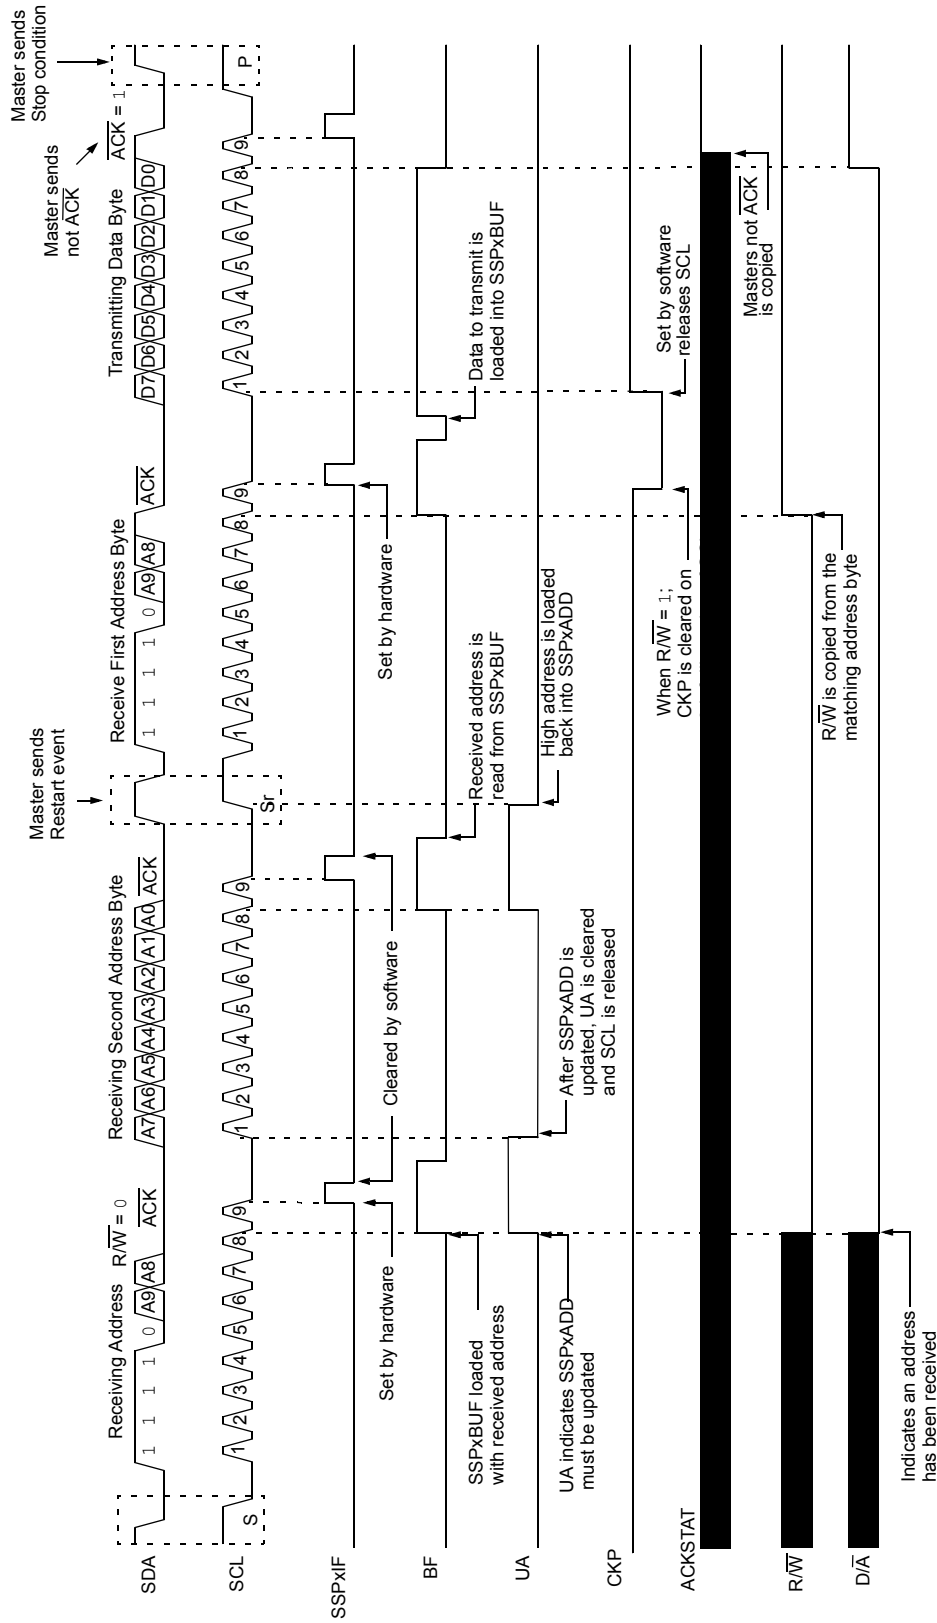 Master sends
Stop condition
Master sends
not ACK
Master sends
Restart event
Receiving Address
R/W = 0
ACK
Receiving Second Address Byte
ACK
Receive First Address Byte
ACK
Transmitting Data Byte
ACK = 1
SDA
1 1 1 1 0 A9 A8
A7 A6 A5 A4 A3 A2 A1 A0
1 1 1 1 0 A9 A8
D7 D6 D5 D4 D3 D2 D1 D0
SCL
S
1 2 3 4 5 6 7 8 9
1 2 3 4 5 6 7 8 9
Sr
1 2 3 4 5 6 7 8 9
1 2 3 4 5 6 7 8 9
P
SSPxIF
Set by hardware
Cleared by software
Set by hardware
BF
SSPxBUF loaded
with received address
Received address is
read from SSPxBUF
Data to transmit is
loaded into SSPxBUF
UA
UA indicates SSPxADD
must be updated
After SSPxADD is
updated, UA is cleared
and SCL is released
High address is loaded
back into SSPxADD
CKP
When R/W = 1;
CKP is cleared on
Set by software
releases SCL
ACKSTAT
Masters not ACK
is copied
R/W
R/W is copied from the
matching address byte
D/A
Indicates an address
has been received